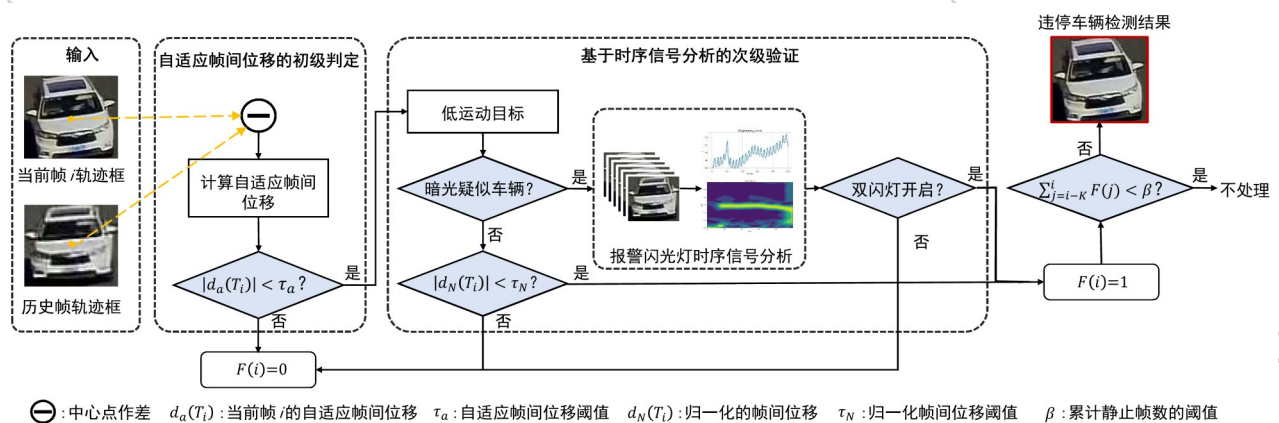 输入
当前帧 i轨迹框
历史帧轨迹框
自适应帧间位移的初级判定
计算自适应帧间
位移
|d_a(T_i)| < τ_a?
是
否
F(i)=0
基于时序信号分析的次级验证
低运动目标
暗光疑似车辆?
是
否
|d_N(T_i)| < τ_N?
是
否
报警闪光灯时序信号分析
双闪灯开启?
是
否
F(i)=1
∑_{j=i-K}^{i} F(j) < β?
是
不处理
否
违停车辆检测结果
⊖: 中心点作差 d_a(T_i): 当前帧 i的自适应帧间位移 τ_a: 自适应帧间位移阈值 d_N(T_i): 归一化的帧间位移 τ_N: 归一化帧间位移阈值 β: 累计静止帧数的阈值